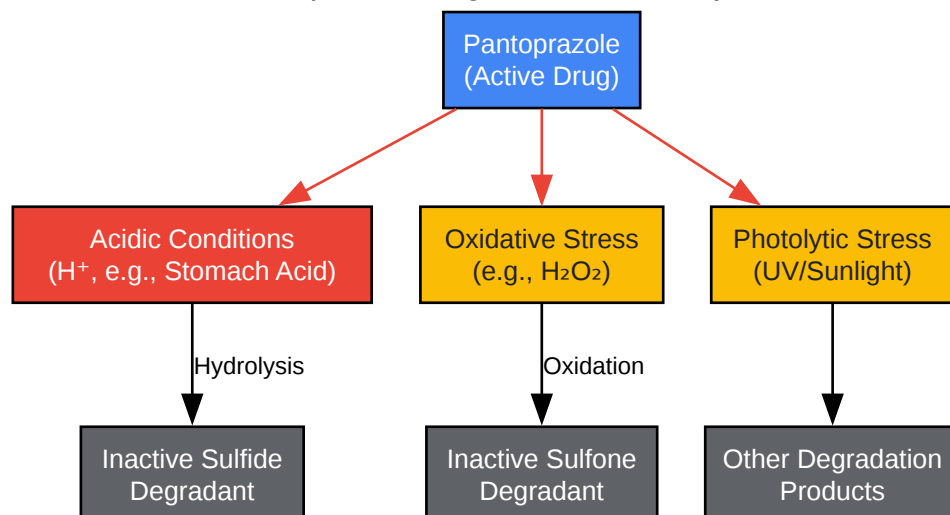 Pantoprazole
(Active Drug)
Acidic Conditions
(H⁺, e.g., Stomach Acid)
Oxidative Stress
(e.g., H₂O₂)
Photolytic Stress
(UV/Sunlight)
Hydrolysis
Oxidation
Inactive Sulfide
Degradant
Inactive Sulfone
Degradant
Other Degradation
Products